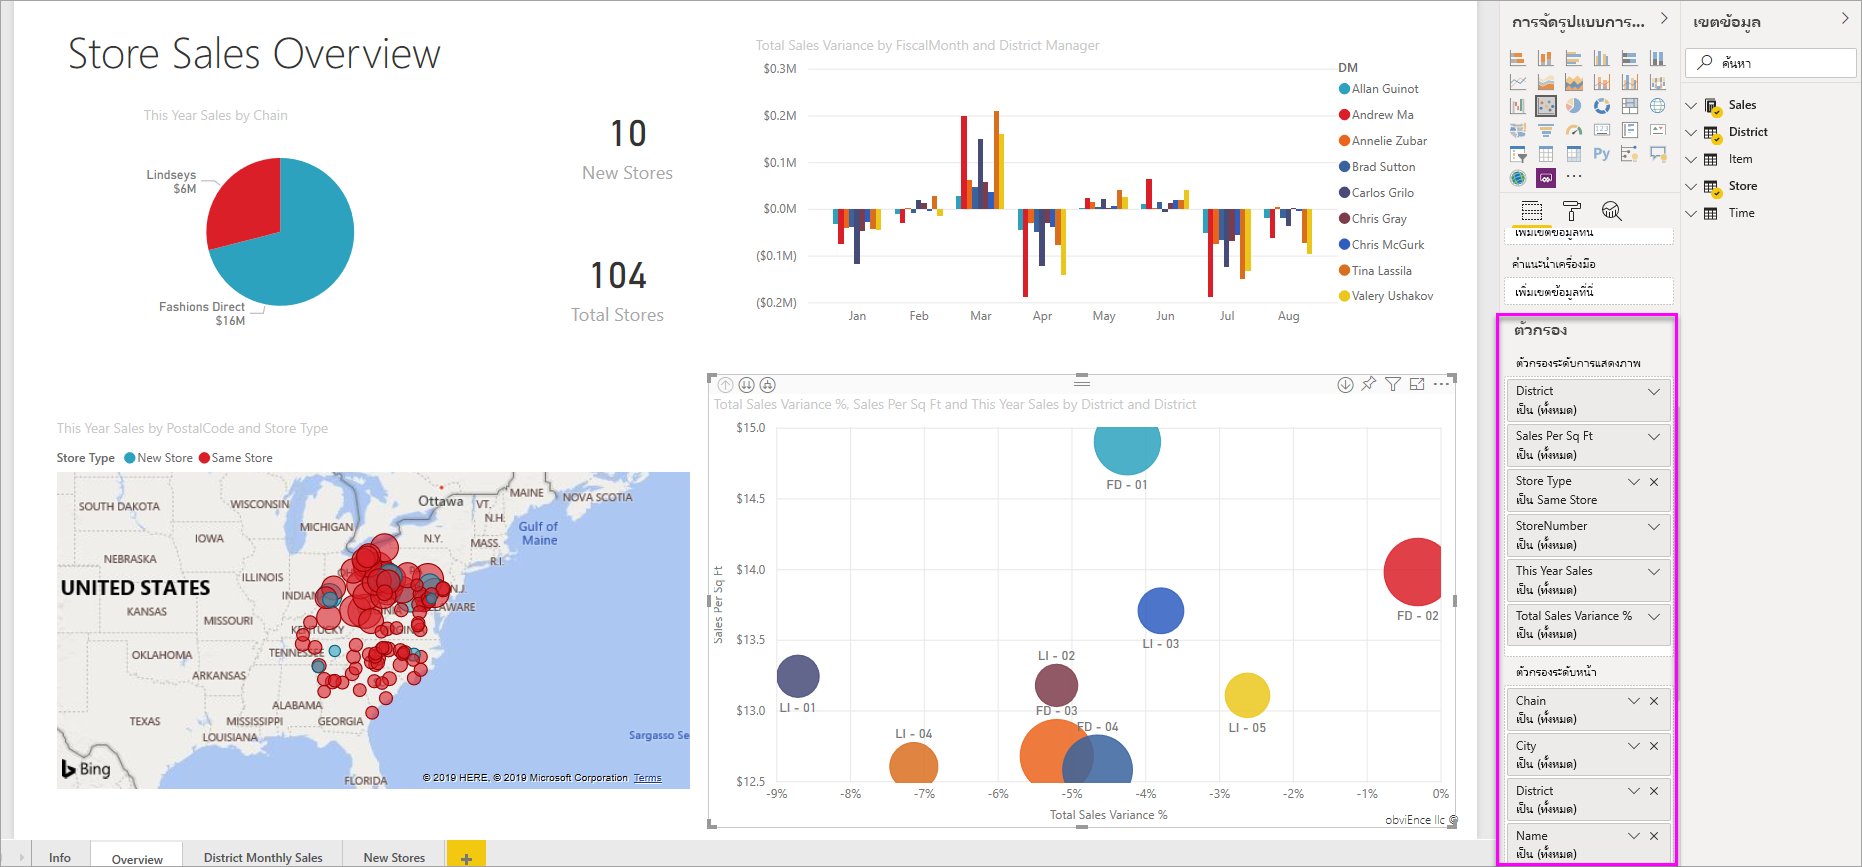 Store Sales Overview
This Year Sales by Chain
Lindseys
$6M
Fashions Direct
$16M
10
New Stores
104
Total Stores
Total Sales Variance by FiscalMonth and District Manager
$0.3M
$0.2M
$0.1M
$0.0M
($0.1M)
($0.2M)
Jan Feb Mar Apr May Jun Jul Aug
DM
Allan Guinot
Andrew Ma
Annelie Zubar
Brad Sutton
Carlos Grilo
Chris Gray
Chris McGurk
Tina Lassila
Valery Ushakov
This Year Sales by PostalCode and Store Type
Store Type New Store Same Store
SOUTH DAKOTA
WISCONSIN
Ottawa
MAINE
NOVA SCOTIA
VT.
N.H.
MICHIGAN
Gulf of
Maine
IOWA
N.Y.
MASS.
NEBRASKA
R.I.
ILLINOIS
UNITED STATES
KANSAS
MISSOURI
OKLAHOMA
TENNESSEE
ARKANSAS
ALABAMA
TEXAS
MISSISSIPPI
GEORGIA
LOUISIANA
Sargasso Se
FLORIDA
Bing
© 2019 HERE, © 2019 Microsoft Corporation Terms
Total Sales Variance %, Sales Per Sq Ft and This Year Sales by District and District
Sales Per Sq Ft
$15.0
$14.5
$14.0
$13.5
$13.0
$12.5
FD - 01
FD - 02
LI - 03
LI - 02
LI - 01
FD - 03
FD - 04
LI - 05
LI - 04
-9% -8% -7% -6% -5% -4% -3% -2% -1% 0%
Total Sales Variance %
obviEnce llc ©
Info
Overview
District Monthly Sales
New Stores
+
การจัดรูปแบบการ...
Py
เพิ่มเขตข้อมูลที่นี่
คำแนะนำเครื่องมือ
เพิ่มเขตข้อมูลที่นี่
ตัวกรอง
ตัวกรองระดับการแสดงภาพ
District
เป็น (ทั้งหมด)
Sales Per Sq Ft
เป็น (ทั้งหมด)
Store Type
เป็น Same Store
StoreNumber
เป็น (ทั้งหมด)
This Year Sales
เป็น (ทั้งหมด)
Total Sales Variance %
เป็น (ทั้งหมด)
ตัวกรองระดับหน้า
Chain
เป็น (ทั้งหมด)
City
เป็น (ทั้งหมด)
District
เป็น (ทั้งหมด)
Name
เป็น (ทั้งหมด)
เขตข้อมูล
ค้นหา
Sales
District
Item
Store
Time